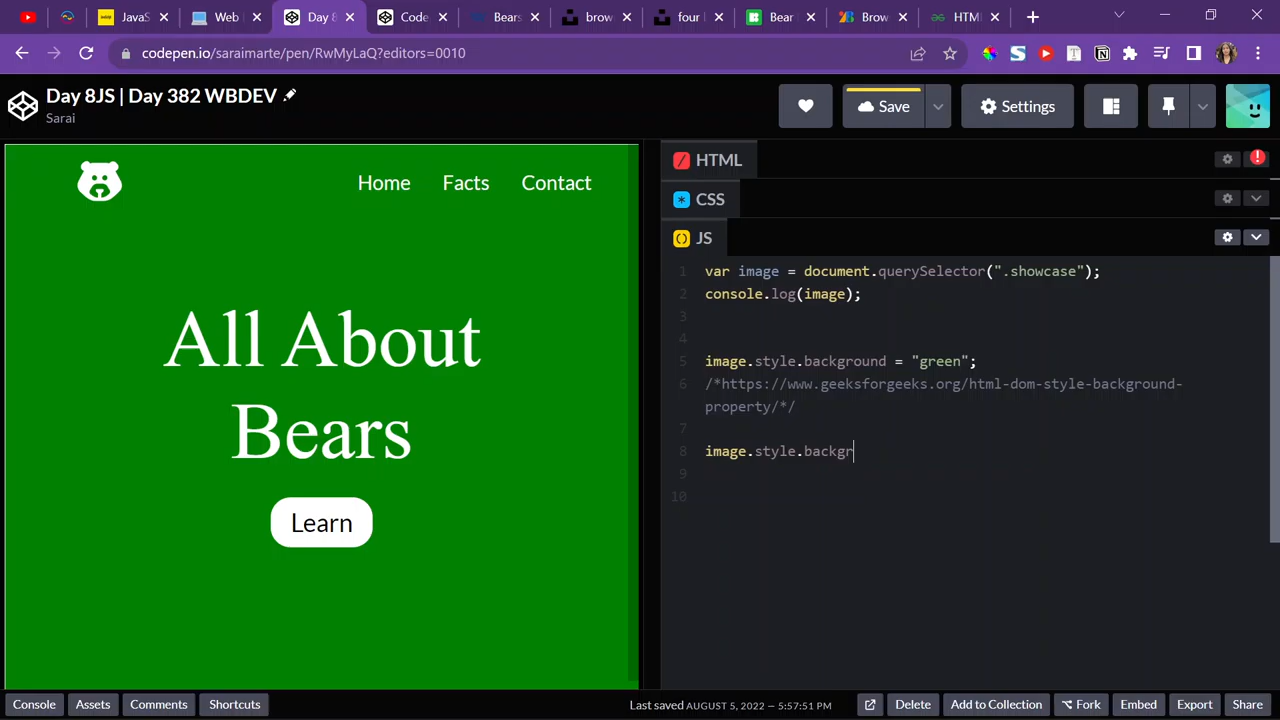 JavaS
Web I
Day 8
Code
Bears
brow
four l
Bear
Brow
HTMI
codepen.io/saraimarte/pen/RwMyLaQ?editors=0010
Day 8JS | Day 382 WBDEV
Sarai
Save
Settings
Home Facts Contact
All About
Bears
Learn
HTML
CSS
JS
1 var image = document.querySelector(".showcase");
2 console.log(image);
3
4
5 image.style.background = "green";
6 /*https://www.geeksforgeeks.org/html-dom-style-background-
property/*/
7
8 image.style.backgr
9
10
Console Assets Comments Shortcuts Last saved AUGUST 5, 2022 — 5:57:51 PM Delete Add to Collection Fork Embed Export Share